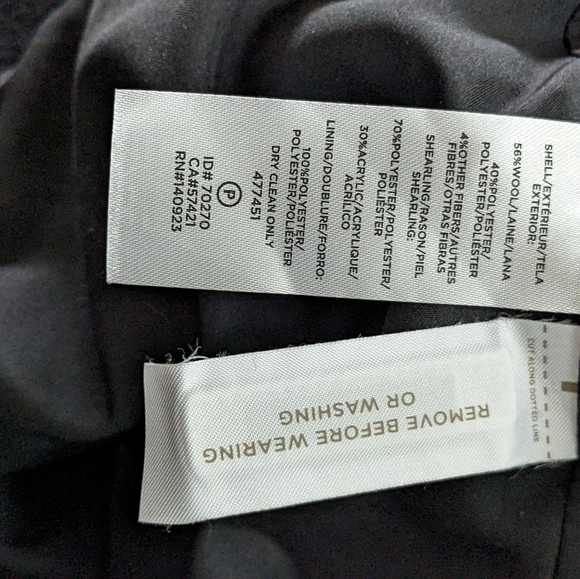 SHELL/EXTÉRIEUR/TELA
EXTERIOR:
56%WOOL/LAINE/LANA
40%POLYESTER/
POLYESTER/POLIÉSTER
4%OTHER FIBERS/AUTRES
FIBRES/OTRAS FIBRAS
SHEARLING/RASON/PIEL
SHEARLING:
70%POLYESTER/POLYESTER/
POLIÉSTER
30%ACRYLIC/ACRYLIQUE/
ACRÍLICO
LINING/DOUBLURE/FORRO:
100%POLYESTER/
POLYESTER/POLIÉSTER
DRY CLEAN ONLY
477451
P
ID# 70270
CA#57421
RN#140923
REMOVE BEFORE WEARING
OR WASHING
CUT ALONG DOTTED LINE